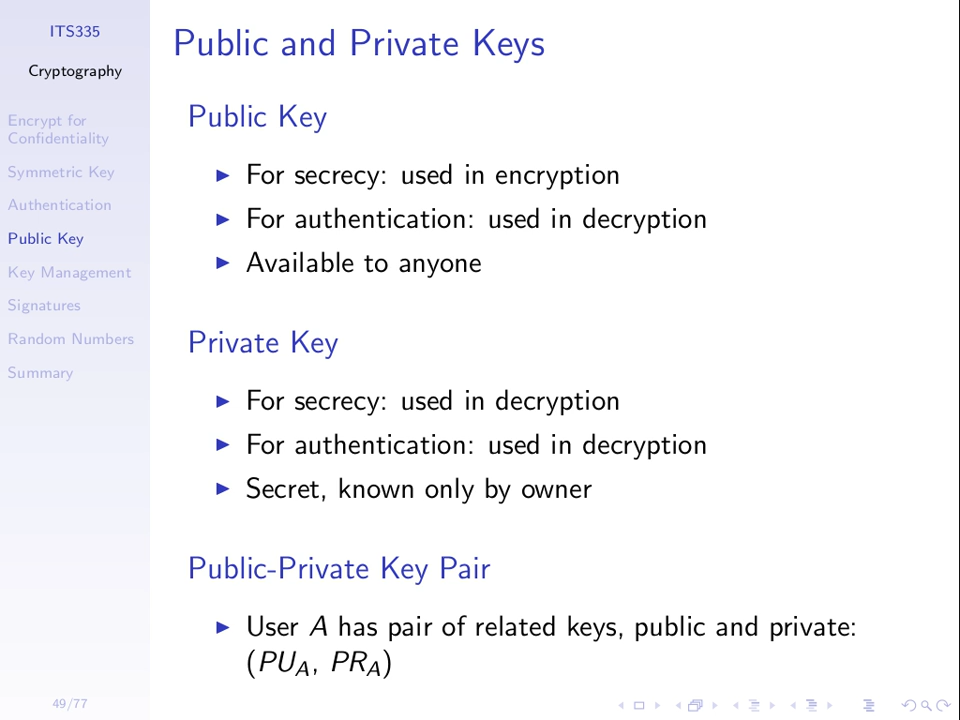 ITS335
Cryptography
Encrypt for
Confidentiality
Symmetric Key
Authentication
Public Key
Key Management
Signatures
Random Numbers
Summary
Public and Private Keys
Public Key
▶ For secrecy: used in encryption
▶ For authentication: used in decryption
▶ Available to anyone
Private Key
▶ For secrecy: used in decryption
▶ For authentication: used in decryption
▶ Secret, known only by owner
Public-Private Key Pair
▶ User A has pair of related keys, public and private:
(PU_A, PR_A)
49/77